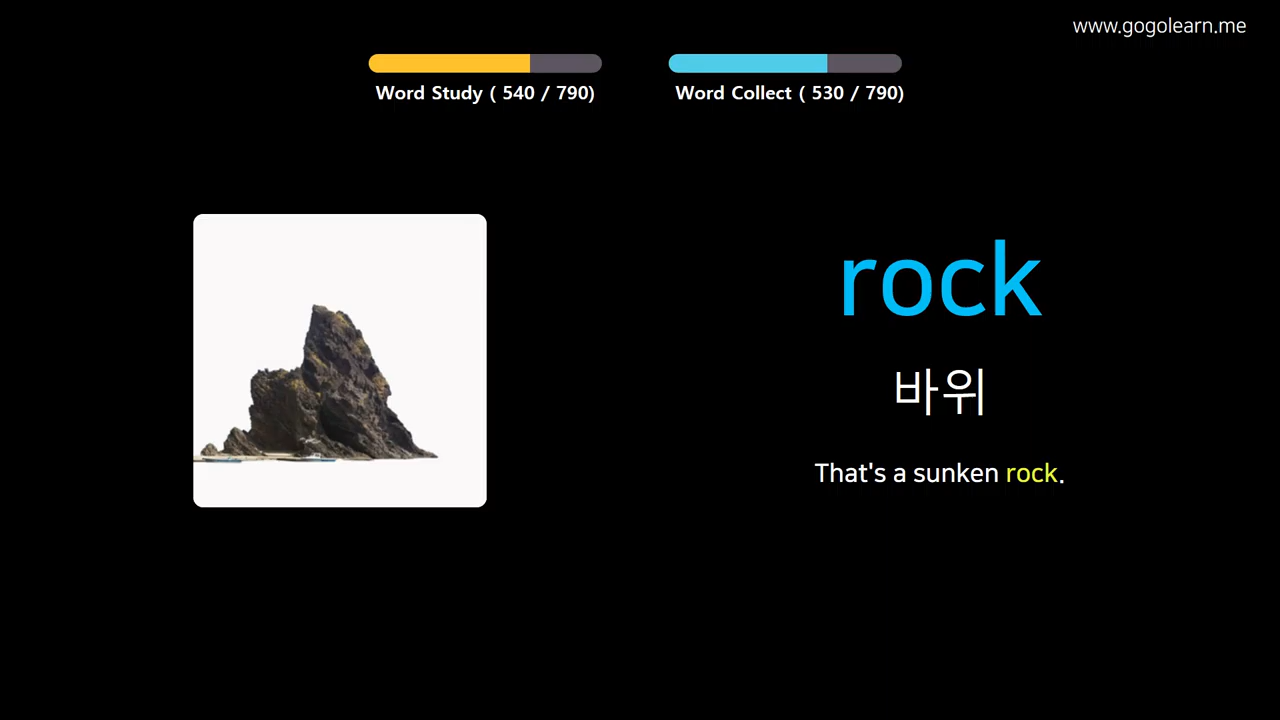 www.gogolearn.me
Word Study ( 540 / 790)
Word Collect ( 530 / 790)
rock
바위
That's a sunken rock.